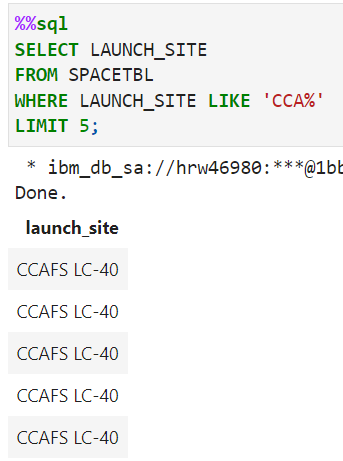 %%sql
SELECT LAUNCH_SITE
FROM SPACETBL
WHERE LAUNCH_SITE LIKE 'CCA%'
LIMIT 5;
* ibm_db_sa://hrw46980:***@1bb
Done.
launch_site
CCAFS LC-40
CCAFS LC-40
CCAFS LC-40
CCAFS LC-40
CCAFS LC-40